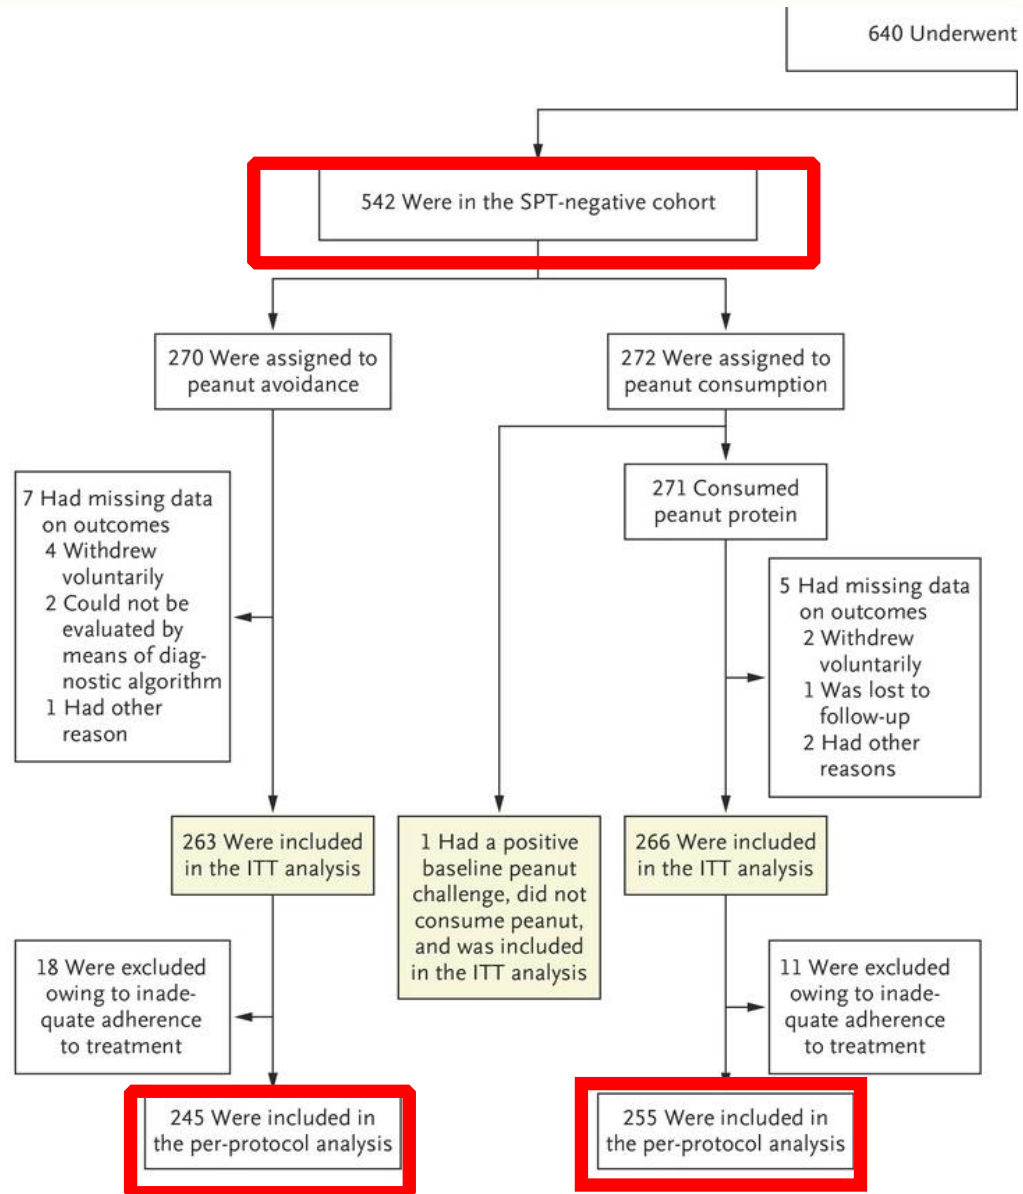 640 Underwent
542 Were in the SPT-negative cohort
270 Were assigned to
peanut avoidance
272 Were assigned to
peanut consumption
7 Had missing data
on outcomes
4 Withdrew
voluntarily
2 Could not be
evaluated by
means of diag-
nostic algorithm
1 Had other
reason
271 Consumed
peanut protein
5 Had missing data
on outcomes
2 Withdrew
voluntarily
1 Was lost to
follow-up
2 Had other
reasons
263 Were included
in the ITT analysis
1 Had a positive
baseline peanut
challenge, did not
consume peanut,
and was included
in the ITT analysis
266 Were included
in the ITT analysis
18 Were excluded
owing to inade-
quate adherence
to treatment
11 Were excluded
owing to inade-
quate adherence
to treatment
245 Were included in
the per-protocol analysis
255 Were included in
the per-protocol analysis